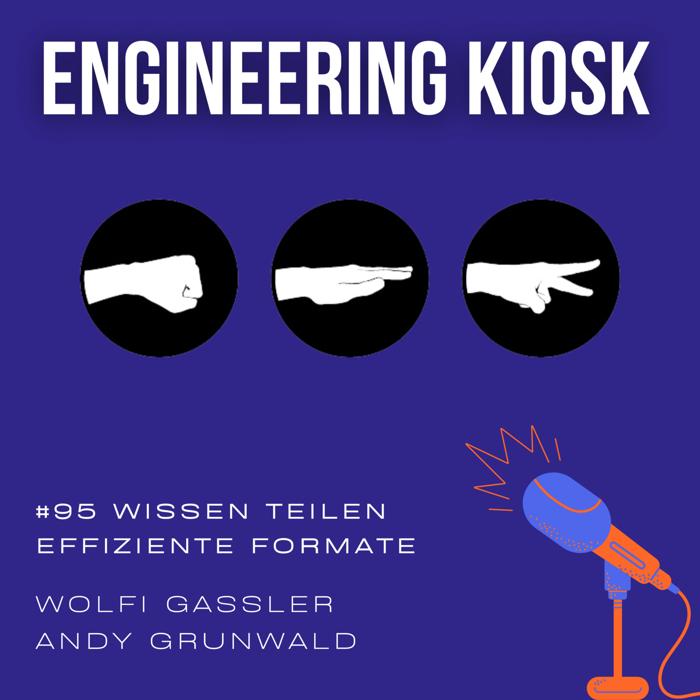 ENGINEERING KIOSK
#95 WISSEN TEILEN
EFFIZIENTE FORMATE
WOLFI GASSLER
ANDY GRUNWALD